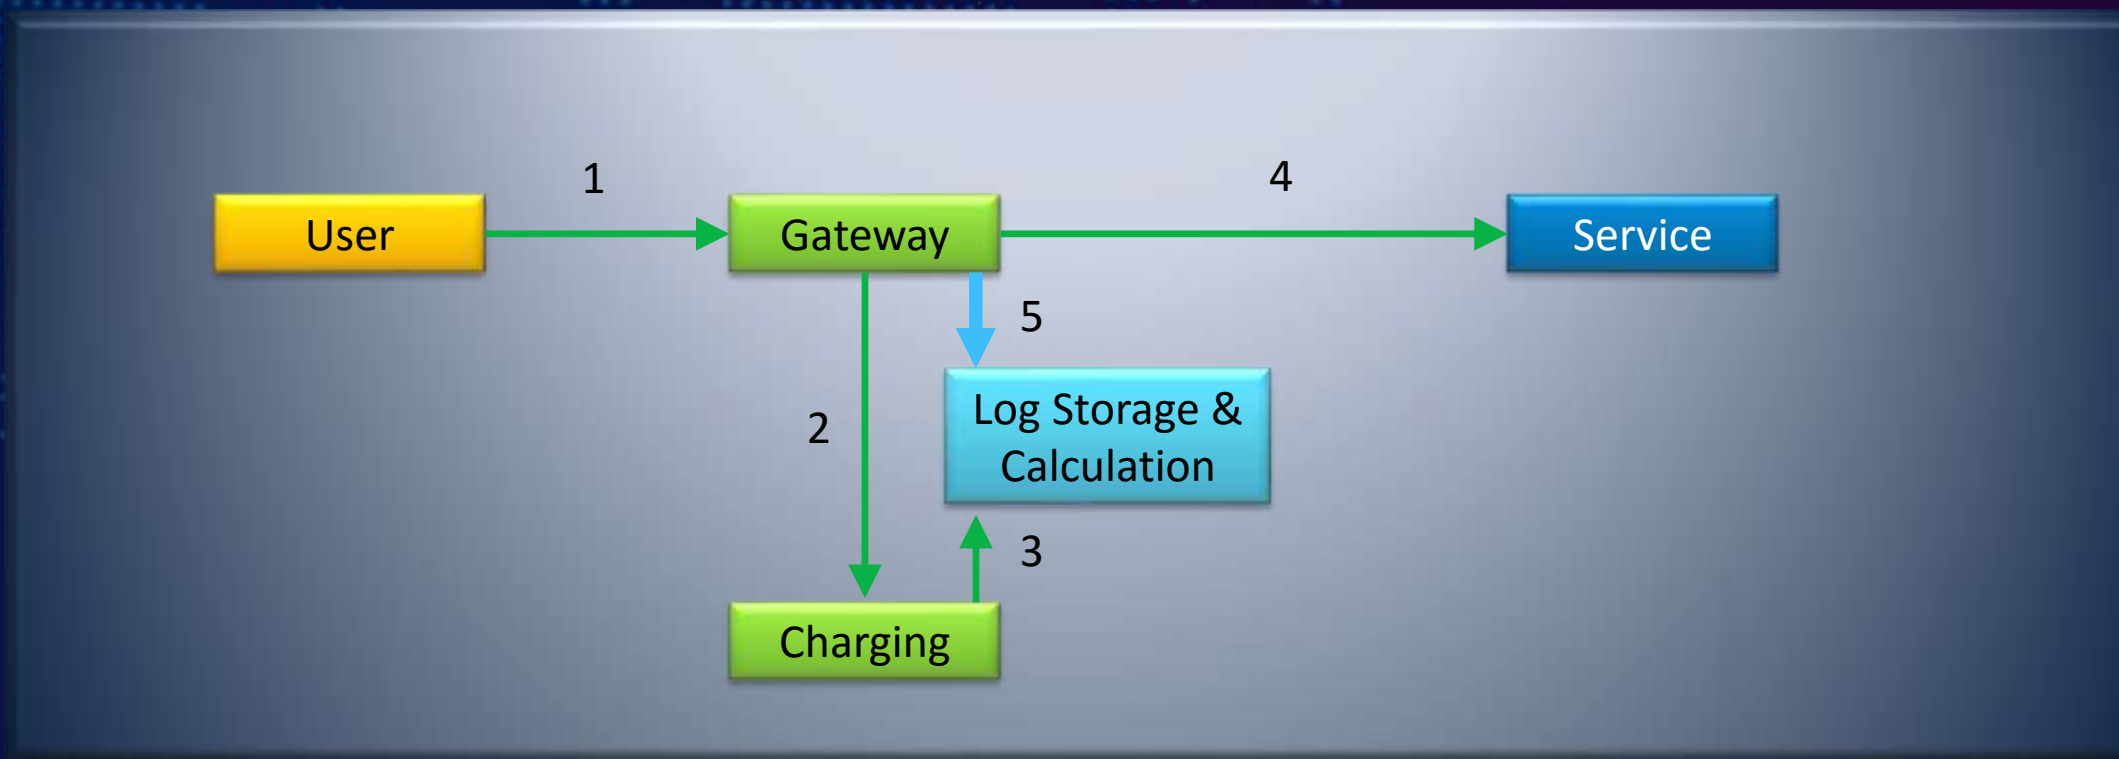 1
4
User
Gateway
Service
5
Log Storage &
Calculation
2
3
Charging